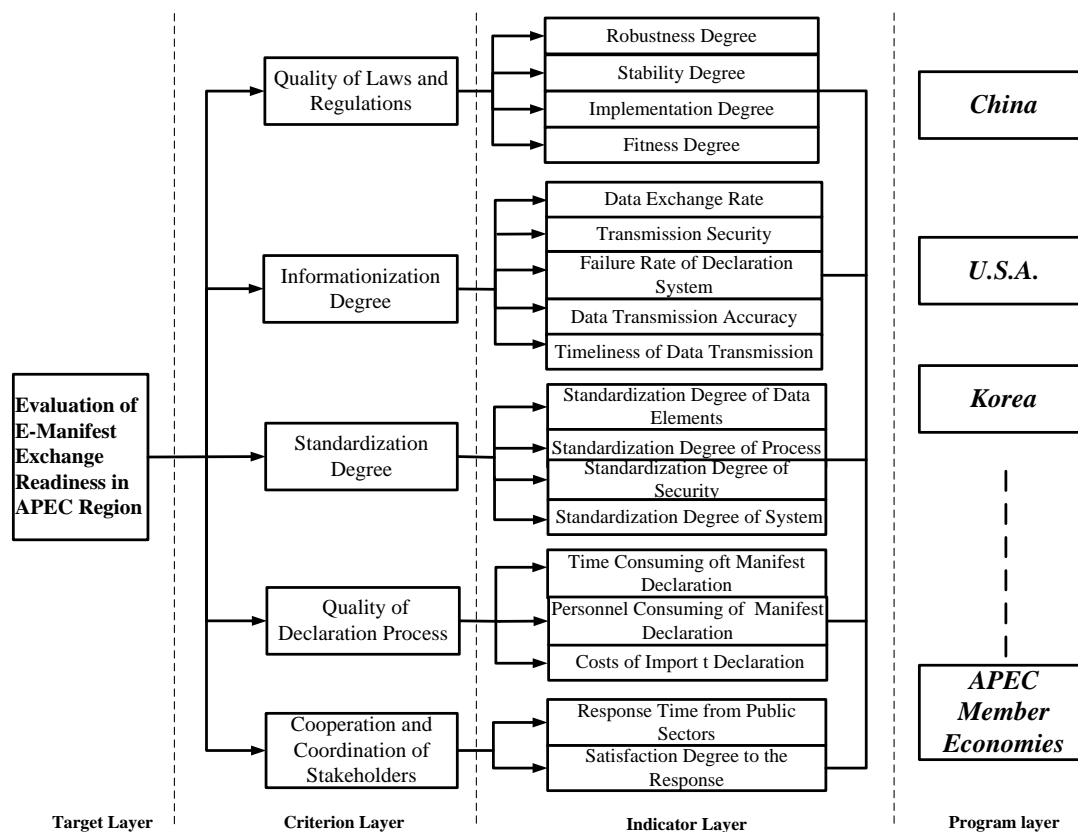 Evaluation of
E-Manifest
Exchange
Readiness in
APEC Region
Quality of Laws and
Regulations
Informationization
Degree
Standardization
Degree
Quality of
Declaration Process
Cooperation and
Coordination of
Stakeholders
Robustness Degree
Stability Degree
Implementation Degree
Fitness Degree
Data Exchange Rate
Transmission Security
Failure Rate of Declaration
System
Data Transmission Accuracy
Timeliness of Data Transmission
Standardization Degree of Data
Elements
Standardization Degree of Process
Standardization Degree of
Security
Standardization Degree of System
Time Consuming oft Manifest
Declaration
Personnel Consuming of Manifest
Declaration
Costs of Import t Declaration
Response Time from Public
Sectors
Satisfaction Degree to the
Response
China
U.S.A.
Korea
APEC
Member
Economies
Target Layer
Criterion Layer
Indicator Layer
Program layer